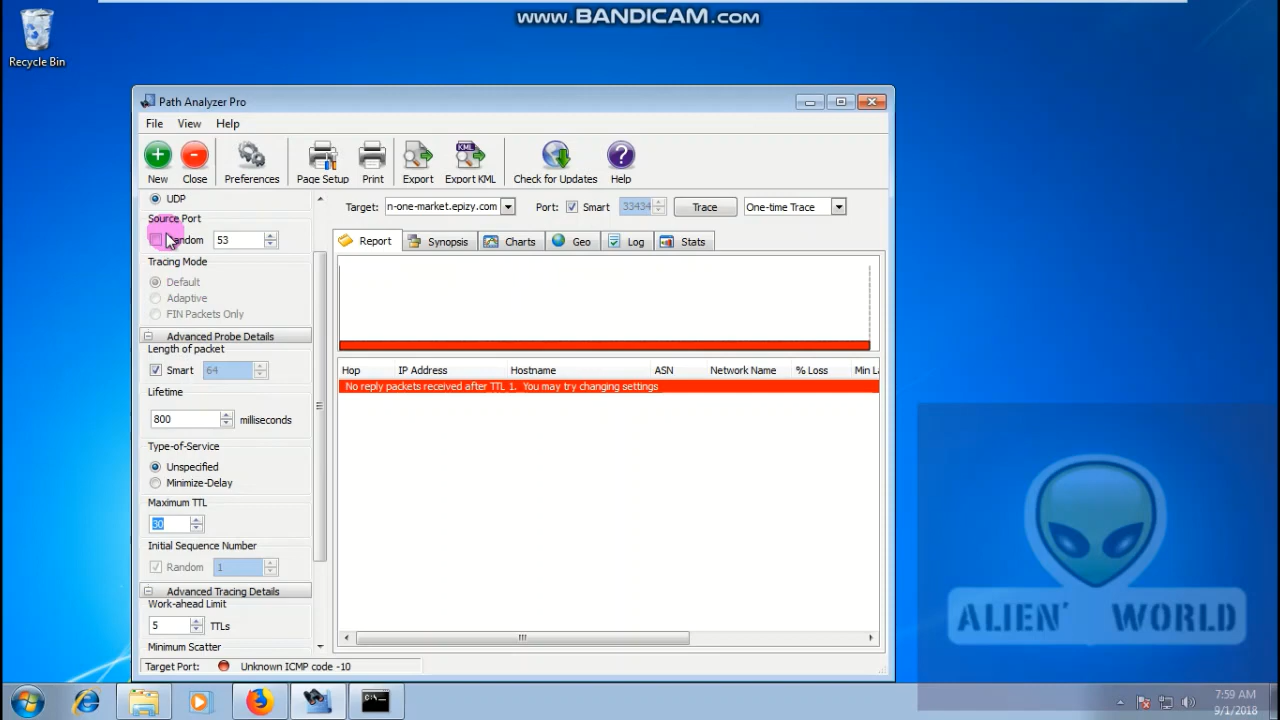 www.BANDICAM.com
Recycle Bin
Path Analyzer Pro
File View Help
New Close Preferences Page Setup Print Export Export KML Check for Updates Help
KML
UDP
Target: n-one-market.epizy.com Port: Smart 33434 Trace One-time Trace
Source Port
Random 53
Report Synopsis Charts Geo Log Stats
Tracing Mode
Default
Adaptive
FIN Packets Only
Advanced Probe Details
Length of packet
Smart 64
Hop IP Address Hostname ASN Network Name % Loss Min La
No reply packets received after TTL 1. You may try changing settings
Lifetime
800 milliseconds
Type-of-Service
Unspecified
Minimize-Delay
Maximum TTL
30
Initial Sequence Number
Random 1
Advanced Tracing Details
Work-ahead Limit
5 TTLs
Minimum Scatter
Target Port: Unknown ICMP code -10
ALIEN' WORLD
7:59 AM
9/1/2018